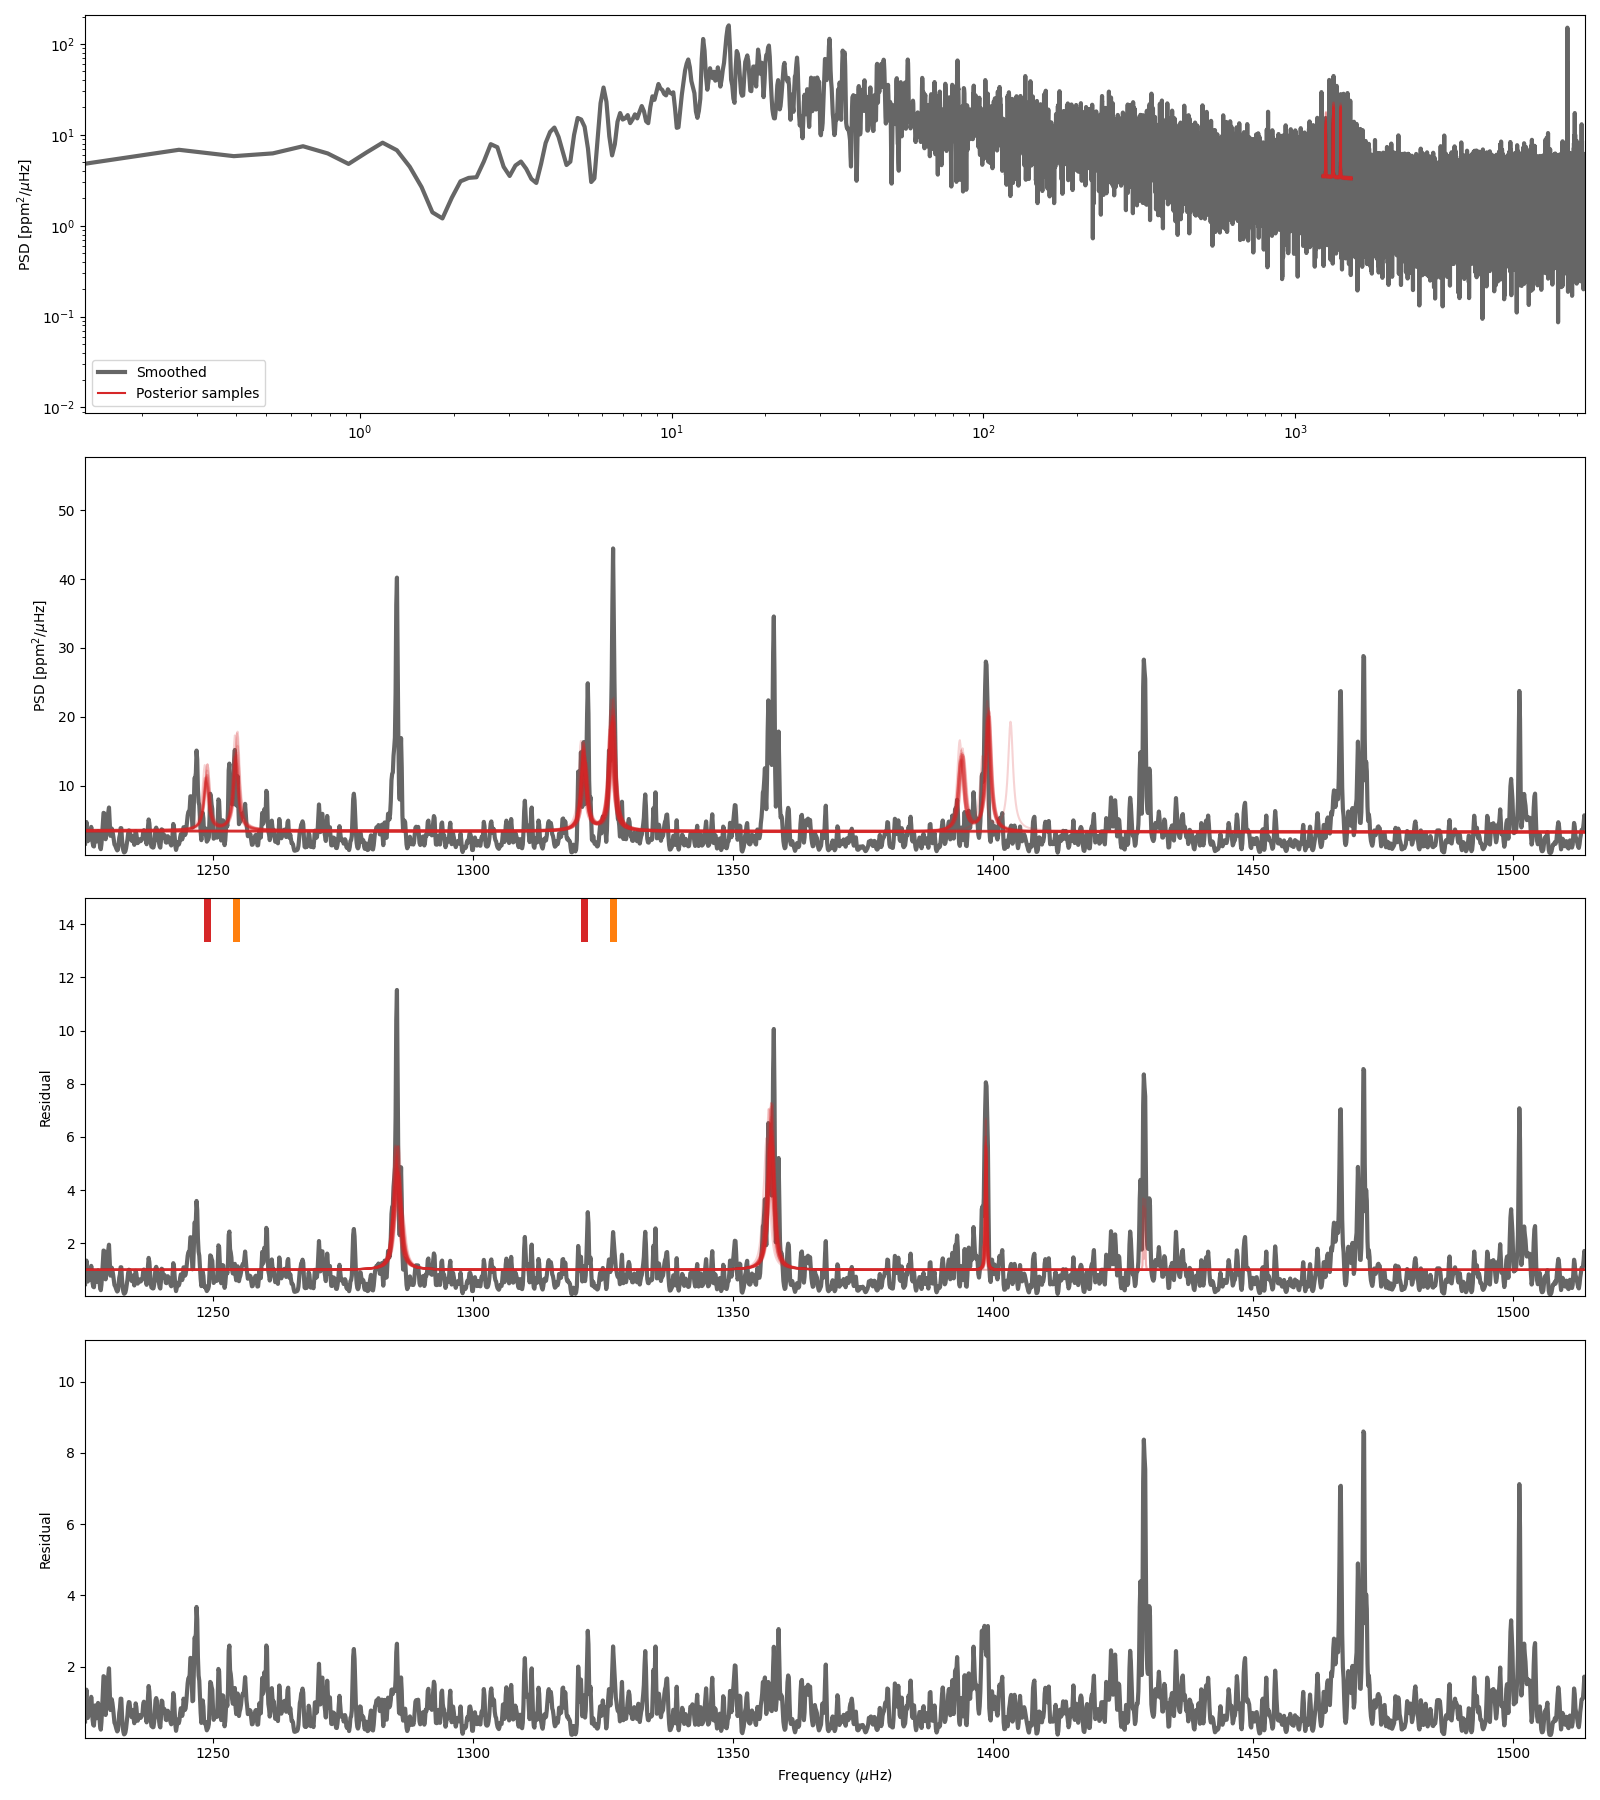 10²
10¹
10⁰
10⁻¹
10⁻²
PSD [ppm²/μHz]
Smoothed
Posterior samples
10⁰ 10¹ 10² 10³
50
40
30
20
10
PSD [ppm²/μHz]
1250 1300 1350 1400 1450 1500
14
12
10
8
6
4
2
Residual
1250 1300 1350 1400 1450 1500
10
8
6
4
2
Residual
1250 1300 1350 1400 1450 1500
Frequency (μHz)